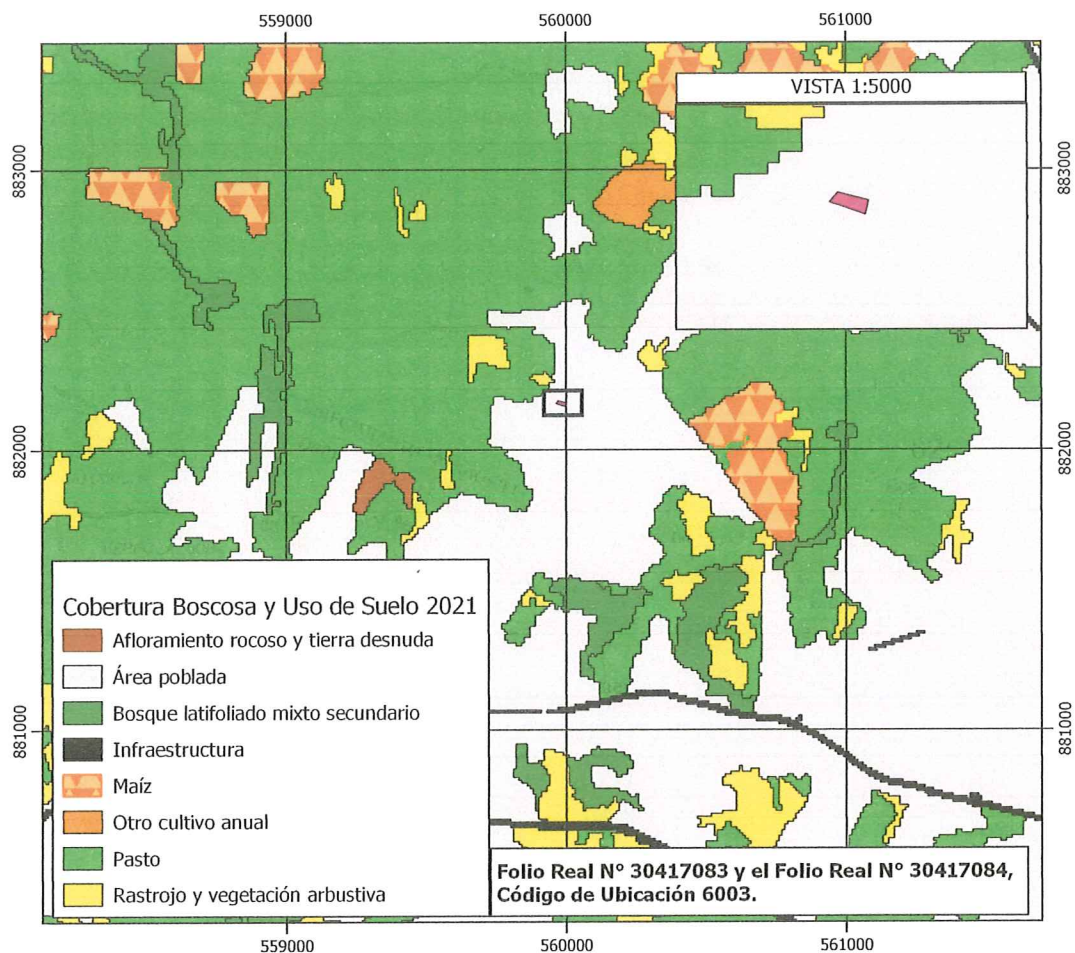 559000
560000
561000
VISTA 1:5000
883000
883000
882000
882000
881000
881000
Cobertura Boscosa y Uso de Suelo 2021
Afloramiento rocoso y tierra desnuda
Área poblada
Bosque latifoliado mixto secundario
Infraestructura
Maíz
Otro cultivo anual
Pasto
Rastrojo y vegetación arbustiva
Folio Real Nº 30417083 y el Folio Real Nº 30417084,
Código de Ubicación 6003.
559000
560000
561000